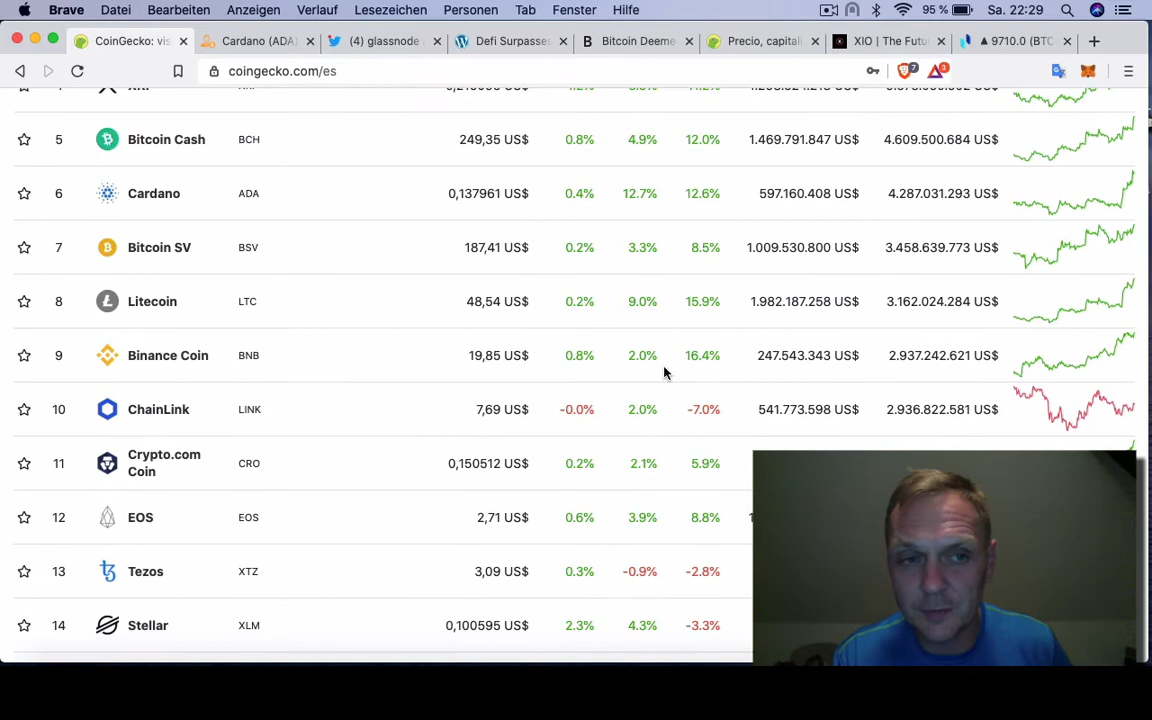 Brave Datei Bearbeiten Anzeigen Verlauf Lesezeichen Personen Tab Fenster Hilfe 95 % Sa. 22:29
CoinGecko: vis Cardano (ADA) (4) glassnode Defi Surpasses B Bitcoin Deeme Precio, capitali XIO | The Futu ▲ 9710.0 (BTC
coingecko.com/es 7 3
5 Bitcoin Cash BCH 249,35 US$ 0.8% 4.9% 12.0% 1.469.791.847 US$ 4.609.500.684 US$
6 Cardano ADA 0,137961 US$ 0.4% 12.7% 12.6% 597.160.408 US$ 4.287.031.293 US$
7 Bitcoin SV BSV 187,41 US$ 0.2% 3.3% 8.5% 1.009.530.800 US$ 3.458.639.773 US$
8 Litecoin LTC 48,54 US$ 0.2% 9.0% 15.9% 1.982.187.258 US$ 3.162.024.284 US$
9 Binance Coin BNB 19,85 US$ 0.8% 2.0% 16.4% 247.543.343 US$ 2.937.242.621 US$
10 ChainLink LINK 7,69 US$ -0.0% 2.0% -7.0% 541.773.598 US$ 2.936.822.581 US$
11 Crypto.com Coin CRO 0,150512 US$ 0.2% 2.1% 5.9%
12 EOS EOS 2,71 US$ 0.6% 3.9% 8.8%
13 Tezos XTZ 3,09 US$ 0.3% -0.9% -2.8%
14 Stellar XLM 0,100595 US$ 2.3% 4.3% -3.3%